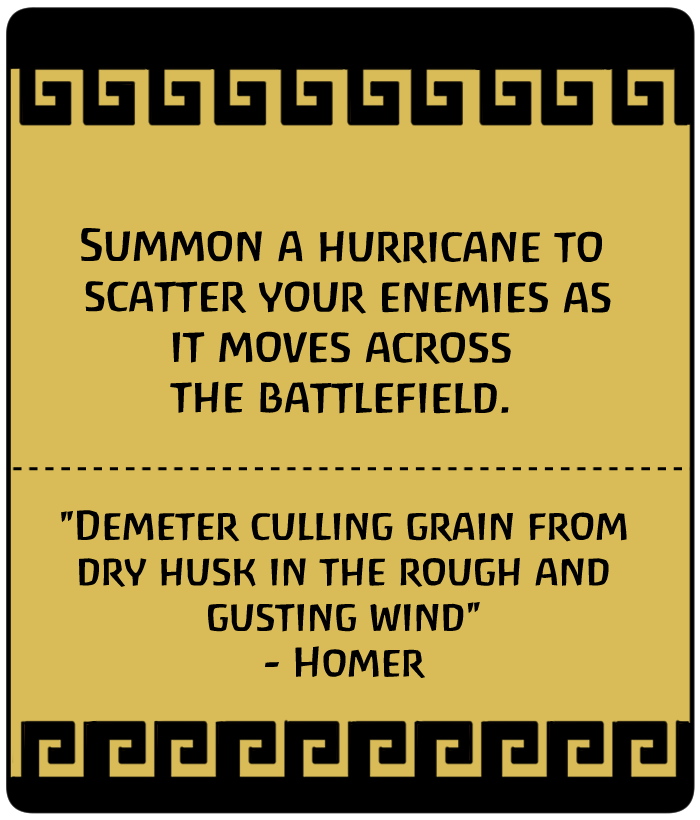 Summon a hurricane to
scatter your enemies as
it moves across
the battlefield.
"Demeter culling grain from
dry husk in the rough and
gusting wind"
- Homer